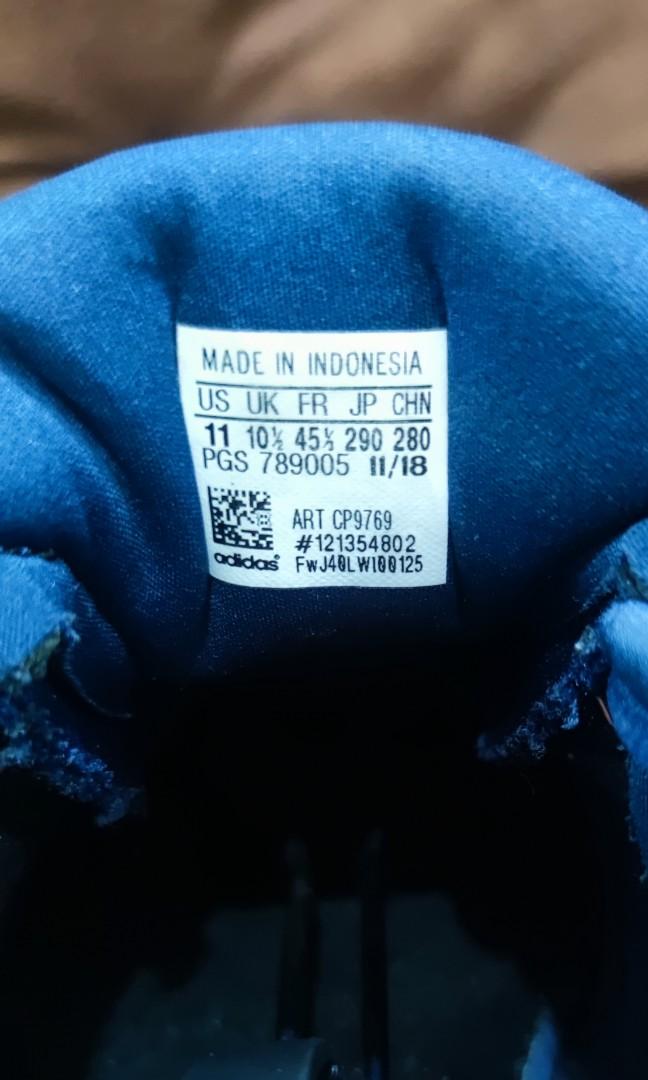 MADE IN INDONESIA
US UK FR JP CHN
11 10½ 45⅓ 290 280
PGS 789005 11/18
ART CP9769
#121354802
adidas® FwJ40LWI00125